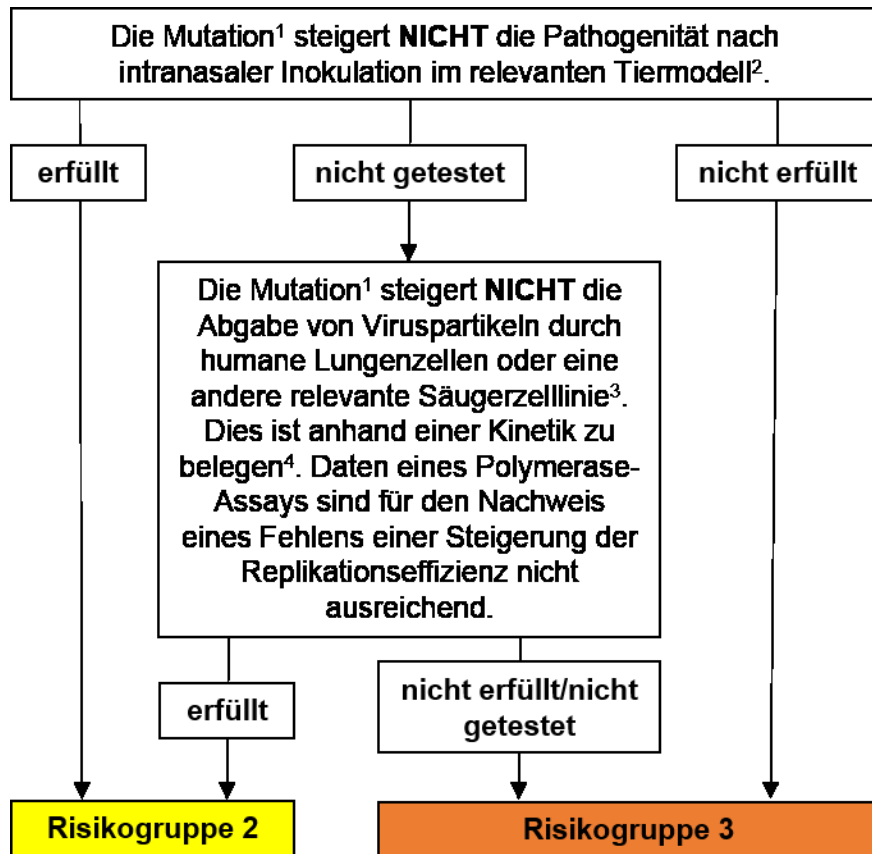 Die Mutation¹ steigert NICHT die Pathogenität nach
intranasaler Inokulation im relevanten Tiermodell².
erfüllt
nicht getestet
nicht erfüllt
Die Mutation¹ steigert NICHT die
Abgabe von Viruspartikeln durch
humane Lungenzellen oder eine
andere relevante Säugerzelllinie³.
Dies ist anhand einer Kinetik zu
belegen⁴. Daten eines Polymerase-
Assays sind für den Nachweis
eines Fehlens einer Steigerung der
Replikationseffizienz nicht
ausreichend.
erfüllt
nicht erfüllt/nicht
getestet
Risikogruppe 2
Risikogruppe 3